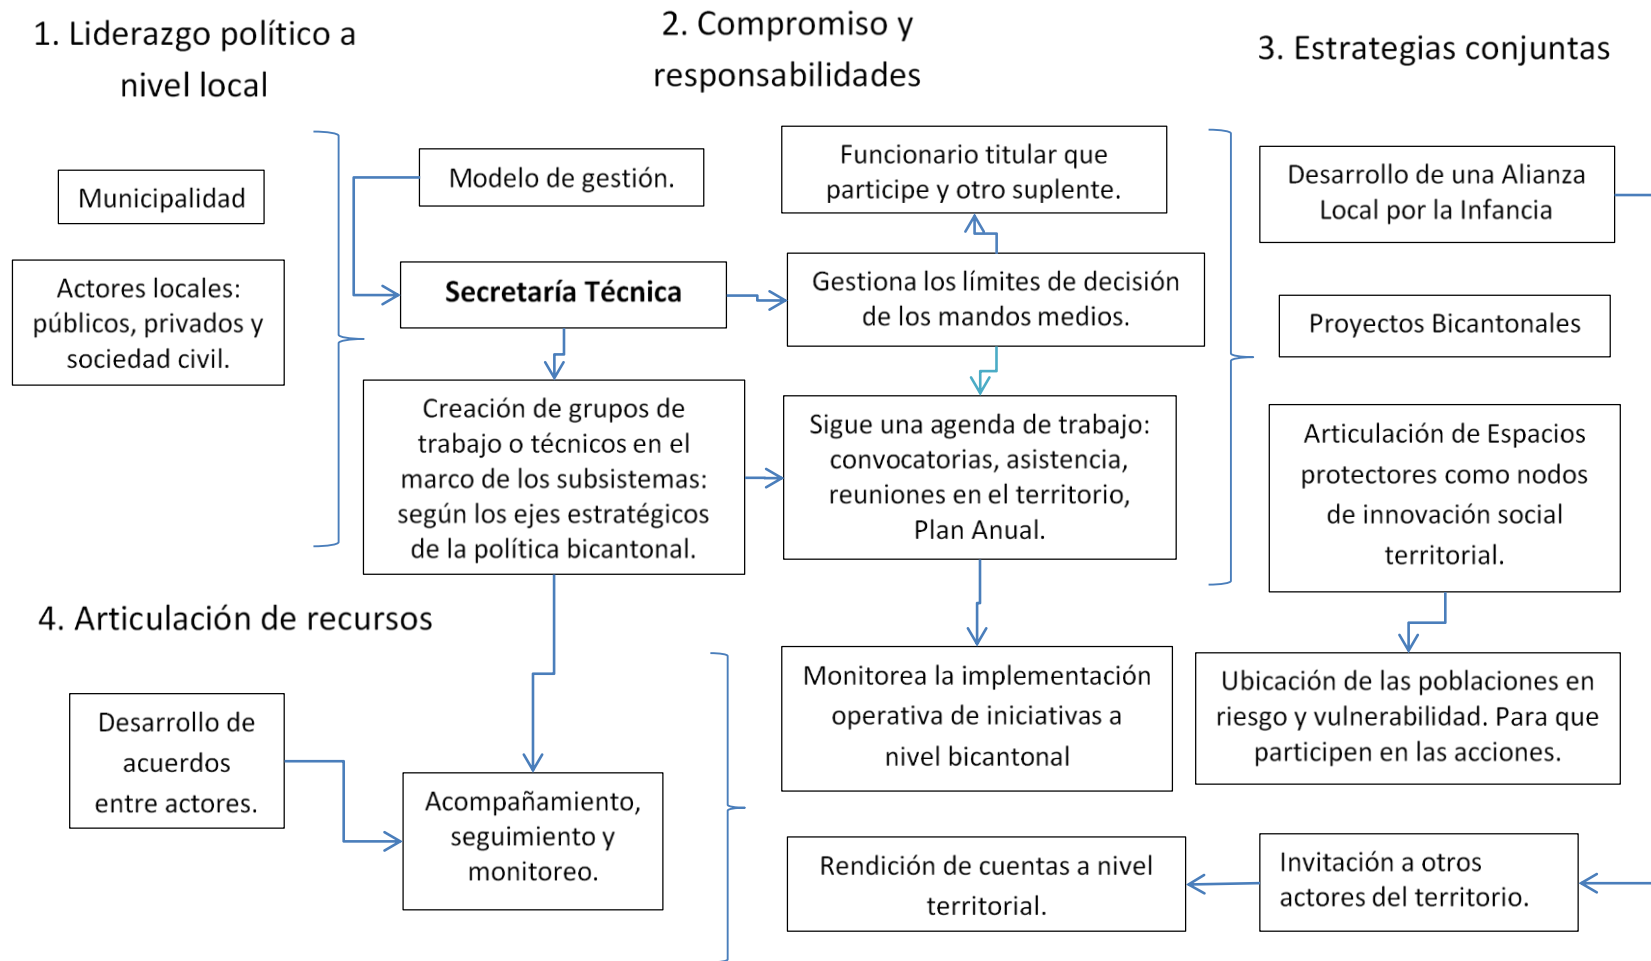 1. Liderazgo político a
nivel local
2. Compromiso y
responsabilidades
3. Estrategias conjuntas
Municipalidad
Actores locales:
públicos, privados y
sociedad civil.
Modelo de gestión.
Secretaría Técnica
Creación de grupos de
trabajo o técnicos en el
marco de los subsistemas:
según los ejes estratégicos
de la política bicantonal.
Funcionario titular que
participe y otro suplente.
Gestiona los límites de decisión
de los mandos medios.
Sigue una agenda de trabajo:
convocatorias, asistencia,
reuniones en el territorio,
Plan Anual.
Desarrollo de una Alianza
Local por la Infancia
Proyectos Bicantonales
Articulación de Espacios
protectores como nodos
de innovación social
territorial.
4. Articulación de recursos
Desarrollo de
acuerdos
entre actores.
Acompañamiento,
seguimiento y
monitoreo.
Monitorea la implementación
operativa de iniciativas a
nivel bicantonal
Ubicación de las poblaciones en
riesgo y vulnerabilidad. Para que
participen en las acciones.
Rendición de cuentas a nivel
territorial.
Invitación a otros
actores del territorio.